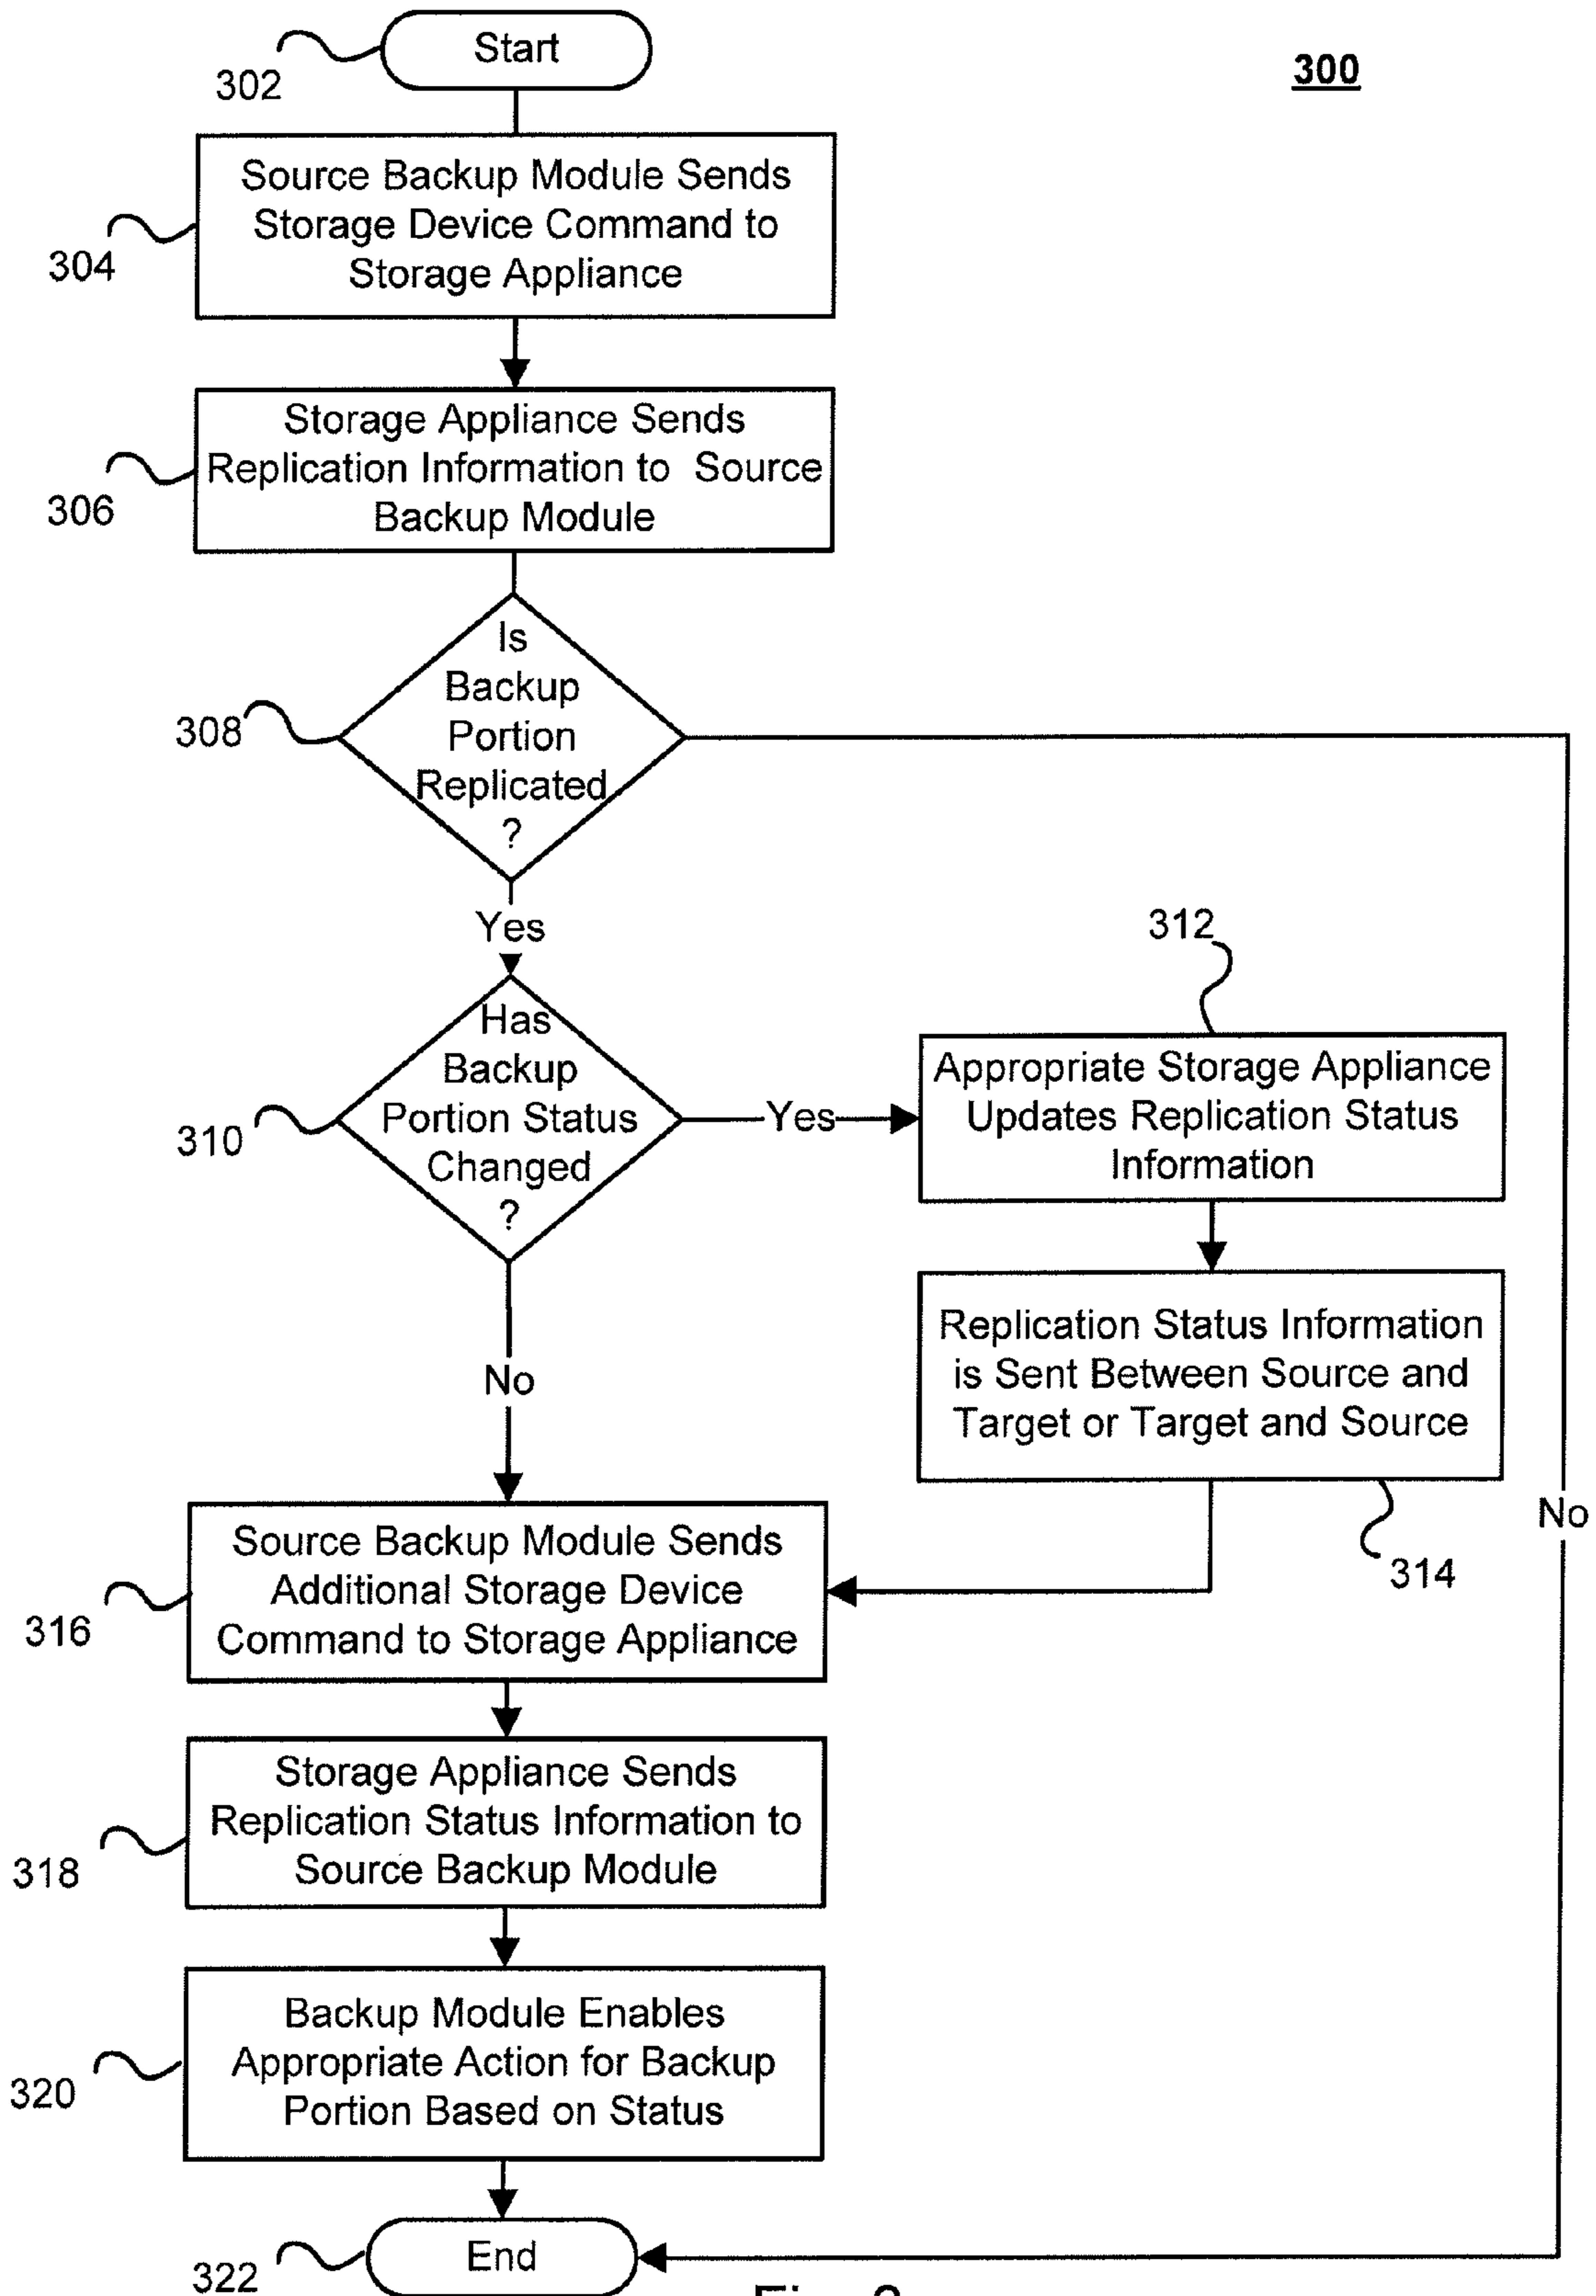 Start
302
300
Source Backup Module Sends
Storage Device Command to
Storage Appliance
304
Storage Appliance Sends
Replication Information to Source
Backup Module
306
Is
Backup
Portion
Replicated
?
308
Yes
Has
Backup
Portion Status
Changed
?
310
Yes
312
Appropriate Storage Appliance
Updates Replication Status
Information
Replication Status Information
is Sent Between Source and
Target or Target and Source
314
No
No
Source Backup Module Sends
Additional Storage Device
Command to Storage Appliance
316
Storage Appliance Sends
Replication Status Information to
Source Backup Module
318
Backup Module Enables
Appropriate Action for Backup
Portion Based on Status
320
End
322